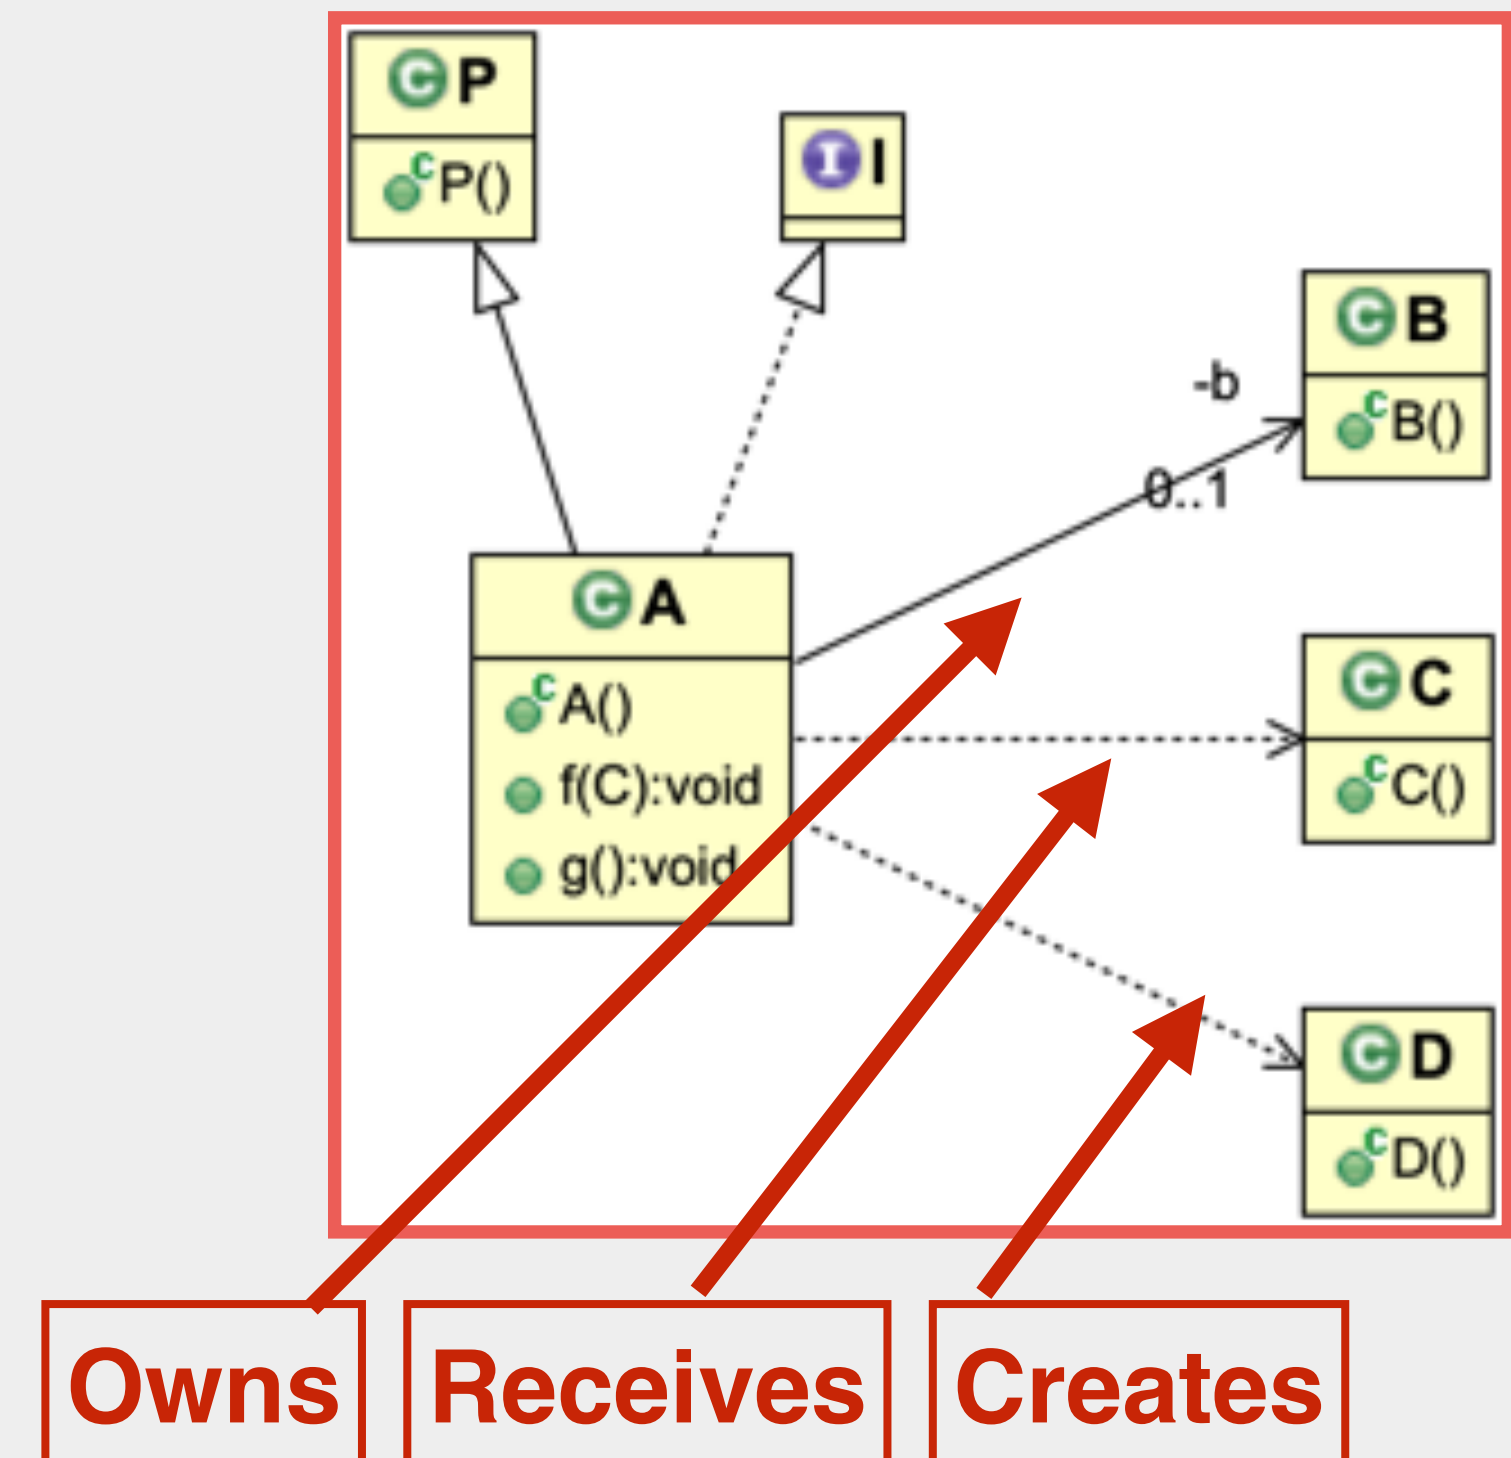 C P
C P()
I I
C B
C B()
-b
0..1
C A
C A()
f(C):void
g():void
C C
C C()
C D
C D()
Owns
Receives
Creates